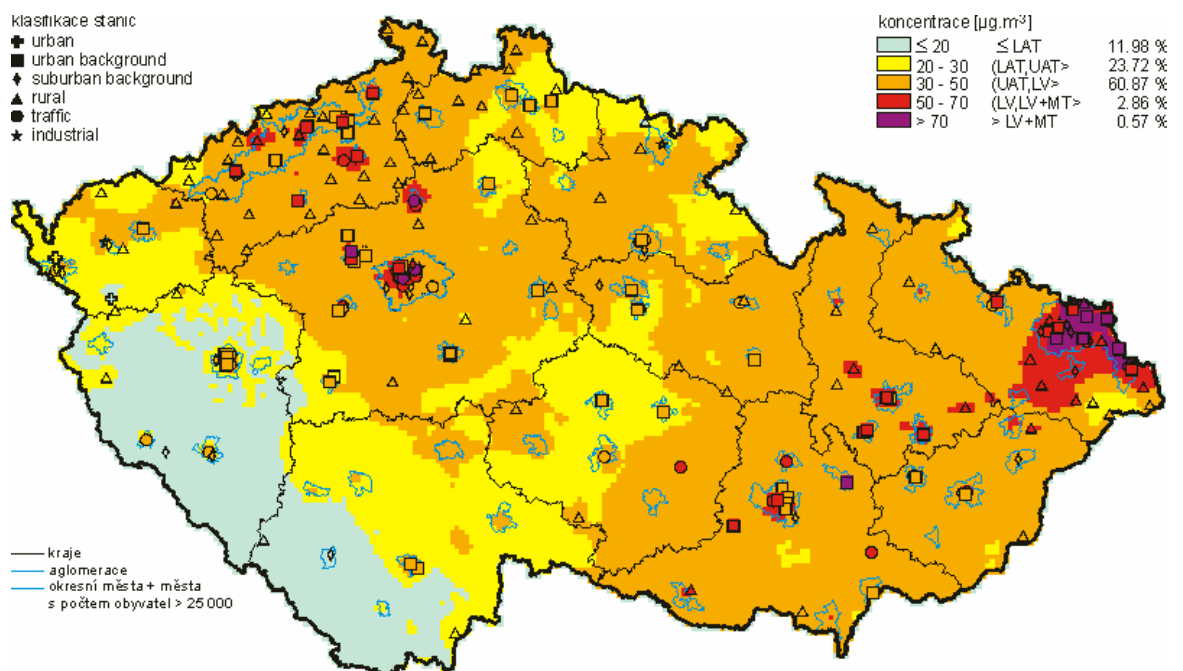 klasifikace stanic
urban
urban background
suburban background
rural
traffic
industrial
koncentrace [µg.m⁻³]
≤ 20 ≤ LAT 11.98 %
20 - 30 (LAT,UAT> 23.72 %
30 - 50 (UAT,LV> 60.87 %
50 - 70 (LV,LV+MT> 2.86 %
> 70 > LV+MT 0.57 %
kraje
aglomerace
okresní města + města
s počtem obyvatel > 25 000